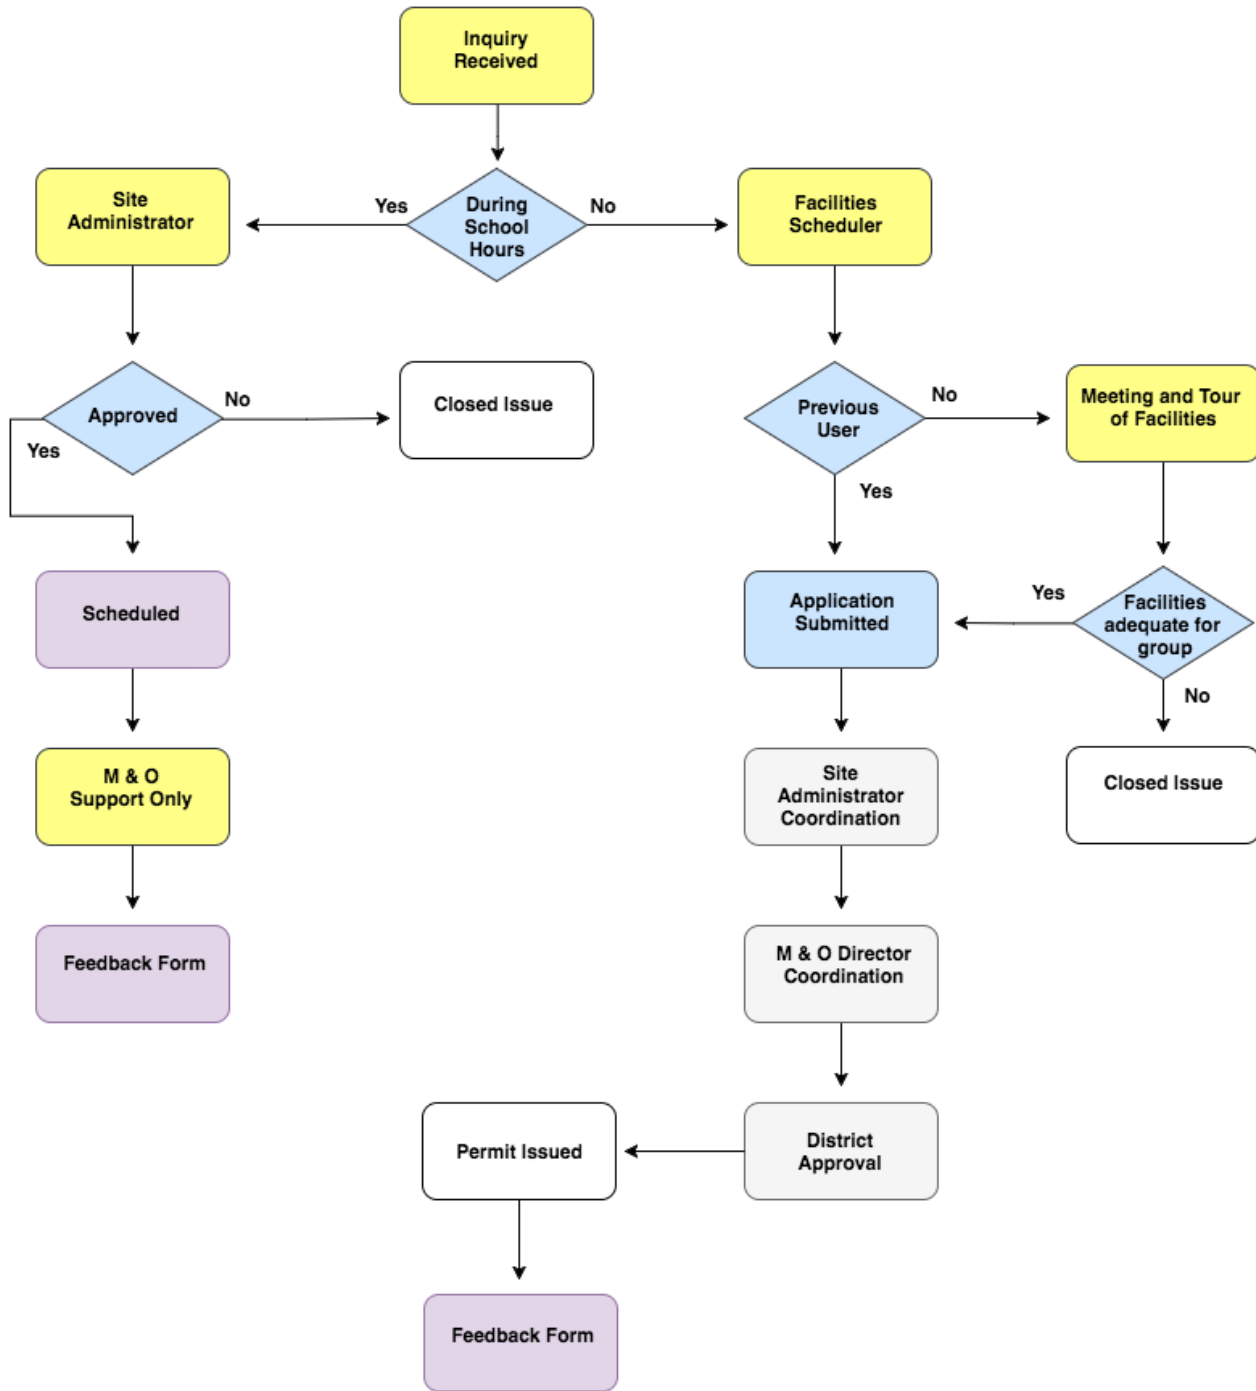 Inquiry
Received
Site
Administrator
Yes
During
School
Hours
No
Facilities
Scheduler
Approved
No
Yes
Closed Issue
Previous
User
No
Yes
Meeting and Tour
of Facilities
Scheduled
Application
Submitted
Yes
Facilities
adequate for
group
No
M & O
Support Only
Site
Administrator
Coordination
Closed Issue
Feedback Form
M & O Director
Coordination
Permit Issued
District
Approval
Feedback Form